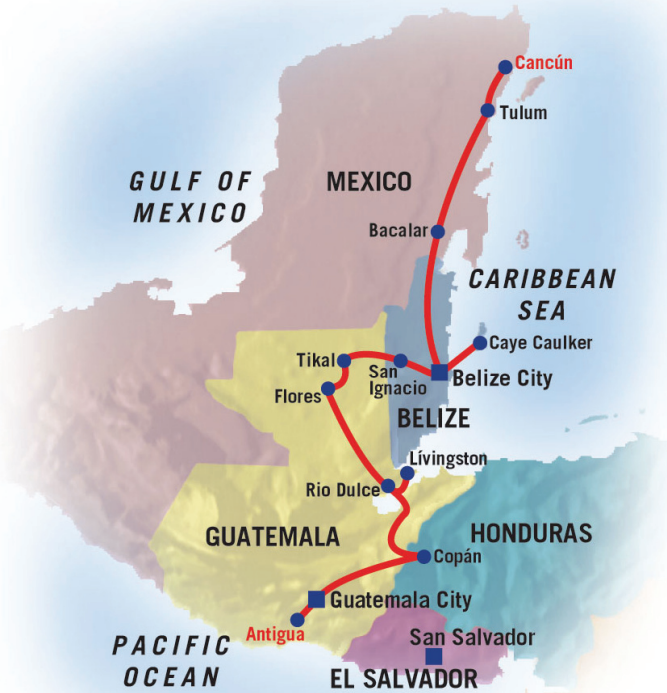 Cancún
Tulum
GULF OF
MEXICO
MEXICO
Bacalar
CARIBBEAN
SEA
Caye Caulker
Tikal
San
Ignacio
Belize City
Flores
BELIZE
Lívingston
Rio Dulce
GUATEMALA
HONDURAS
Copán
Guatemala City
Antigua
San Salvador
PACIFIC
OCEAN
EL SALVADOR